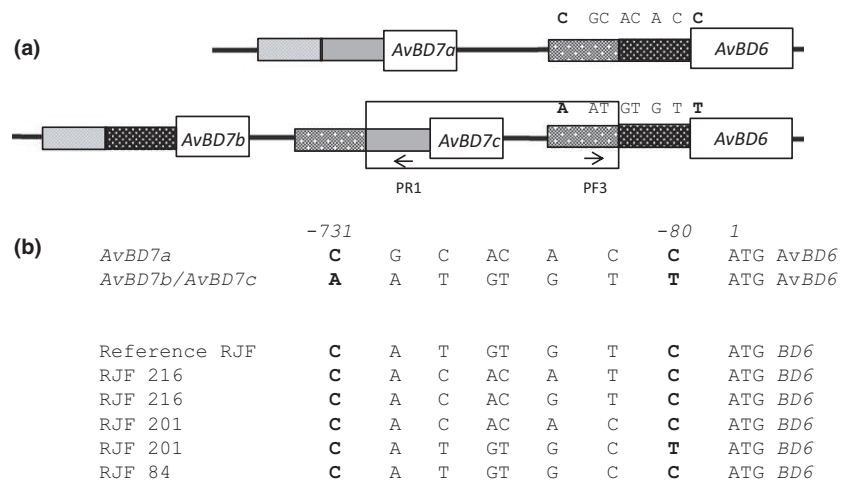 C GC AC A C C
(a)
AvBD7a AvBD6
A AT GT G T T
AvBD7b AvBD7c AvBD6
PR1 PF3
(b)
-731 -80 1
AvBD7a C G C AC A C C ATG AvBD6
AvBD7b/AvBD7c A A T GT G T T ATG AvBD6
Reference RJF C A T GT G T C ATG BD6
RJF 216 C A C AC A T C ATG BD6
RJF 216 C A C AC G T C ATG BD6
RJF 201 C A C AC A C C ATG BD6
RJF 201 C A T GT G C T ATG BD6
RJF 84 C A T GT G C C ATG BD6